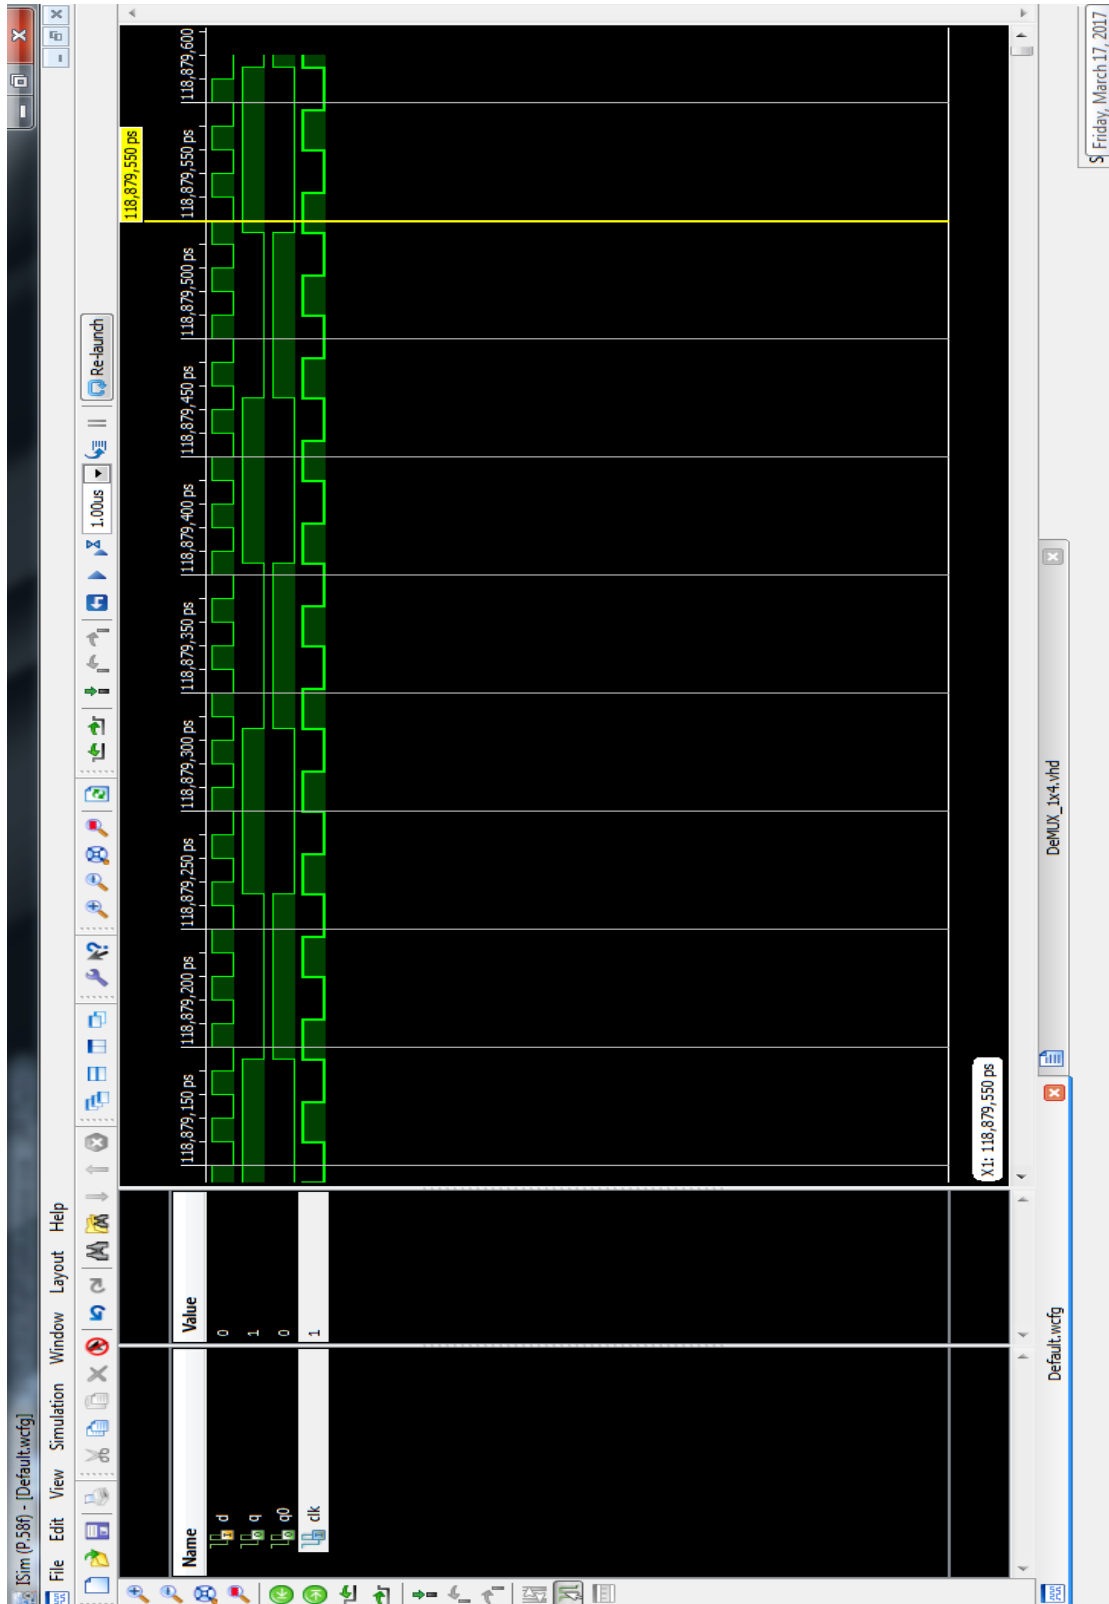 ISim (P.58f) - [Default.wcfg]
File Edit View Simulation Window Layout Help
1.00us Re-launch
118,879,550 ps
Name Value
118,879,150 ps 118,879,200 ps 118,879,250 ps 118,879,300 ps 118,879,350 ps 118,879,400 ps 118,879,450 ps 118,879,500 ps 118,879,550 ps 118,879,600
d 0
q 1
q0 0
clk 1
X1: 118,879,550 ps
Default.wcfg DeMUX_1x4.vhd
S Friday, March 17, 2017